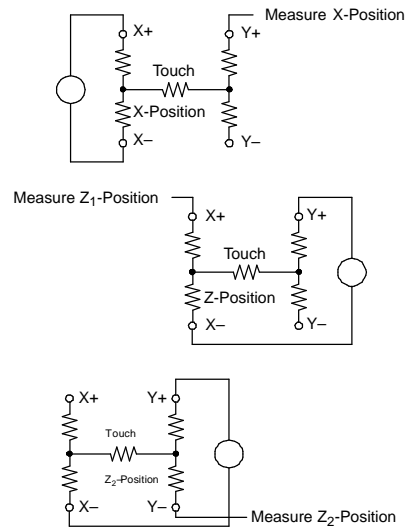 Measure X-Position
X+ Y+
Touch
X-Position
X– Y–
Measure Z1-Position
X+ Y+
Touch
Z-Position
X– Y–
X+ Y+
Touch
Z2–Position
X– Y–
Measure Z2-Position